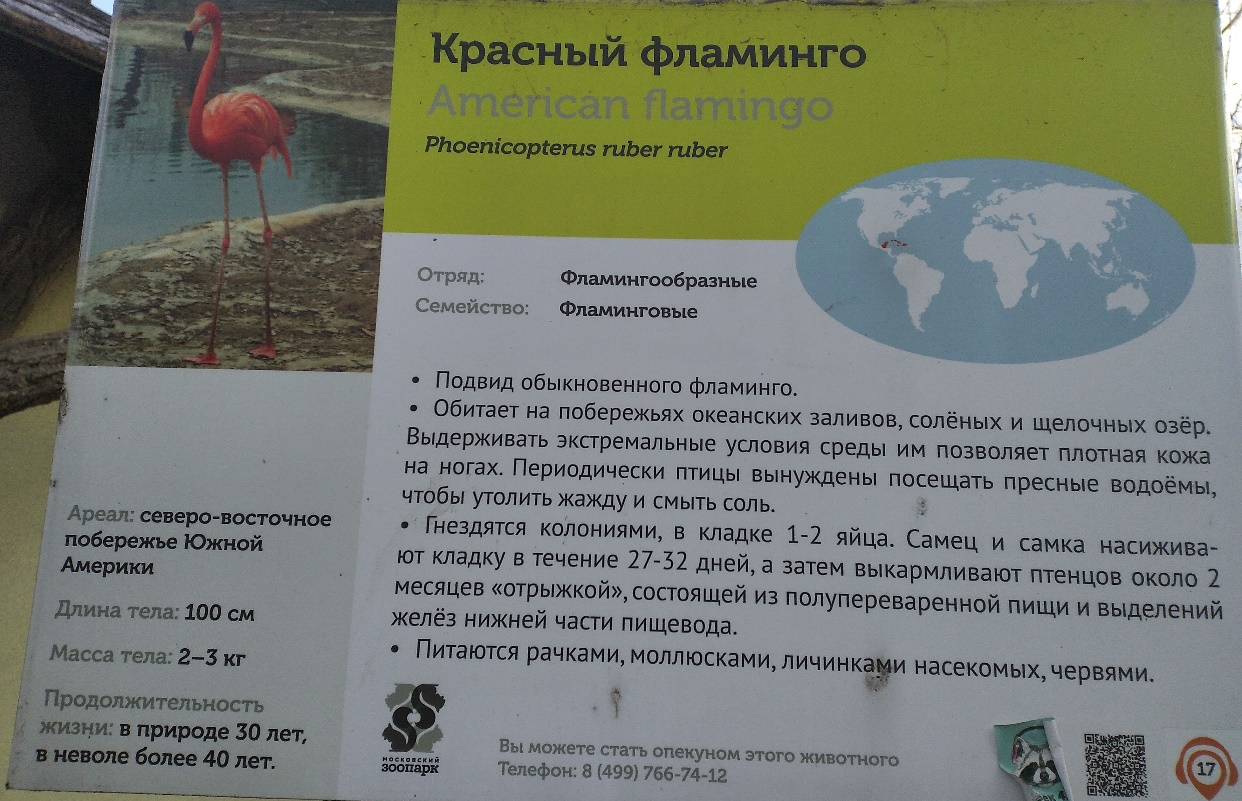 Красный фламинго
American flamingo
Phoenicopterus ruber ruber
Отряд: Фламингообразные
Семейство: Фламинговые
• Подвид обыкновенного фламинго.
• Обитает на побережьях океанских заливов, солёных и щелочных озёр.
Выдерживать экстремальные условия среды им позволяет плотная кожа
на ногах. Периодически птицы вынуждены посещать пресные водоёмы,
чтобы утолить жажду и смыть соль.
• Гнездятся колониями, в кладке 1-2 яйца. Самец и самка насижива-
ют кладку в течение 27-32 дней, а затем выкармливают птенцов около 2
месяцев «отрыжкой», состоящей из полупереваренной пищи и выделений
желёз нижней части пищевода.
• Питаются рачками, моллюсками, личинками насекомых, червями.
Ареал: северо-восточное
побережье Южной
Америки
Длина тела: 100 см
Масса тела: 2–3 кг
Продолжительность
жизни: в природе 30 лет,
в неволе более 40 лет.
московский
зоопарк
Вы можете стать опекуном этого животного
Телефон: 8 (499) 766-74-12
17